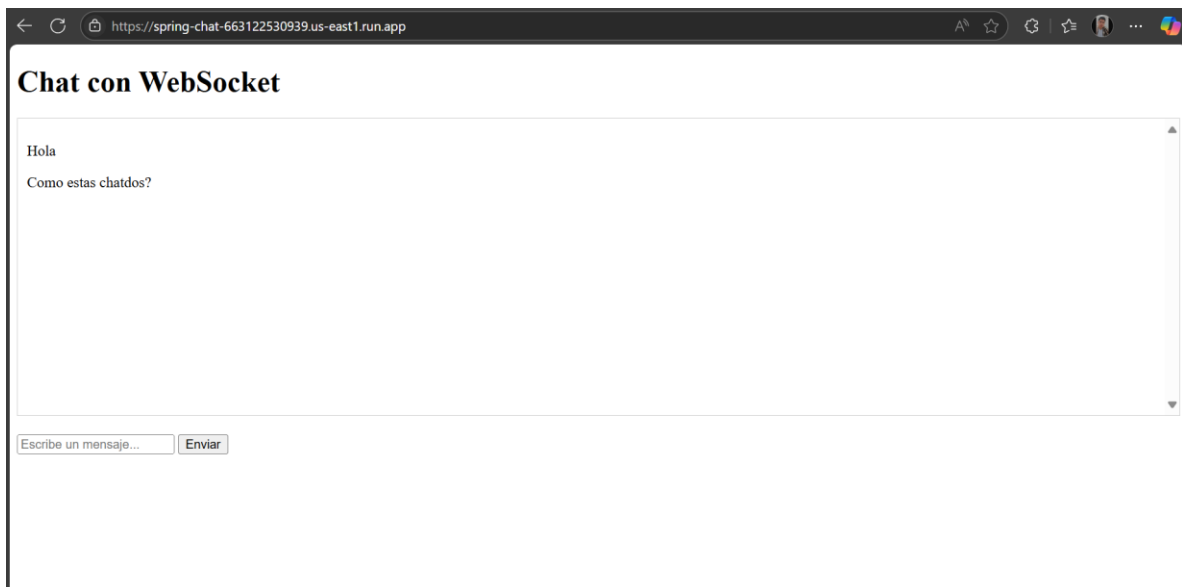 https://spring-chat-663122530939.us-east1.run.app
Chat con WebSocket
Hola
Como estas chatdos?
Escribe un mensaje... Enviar